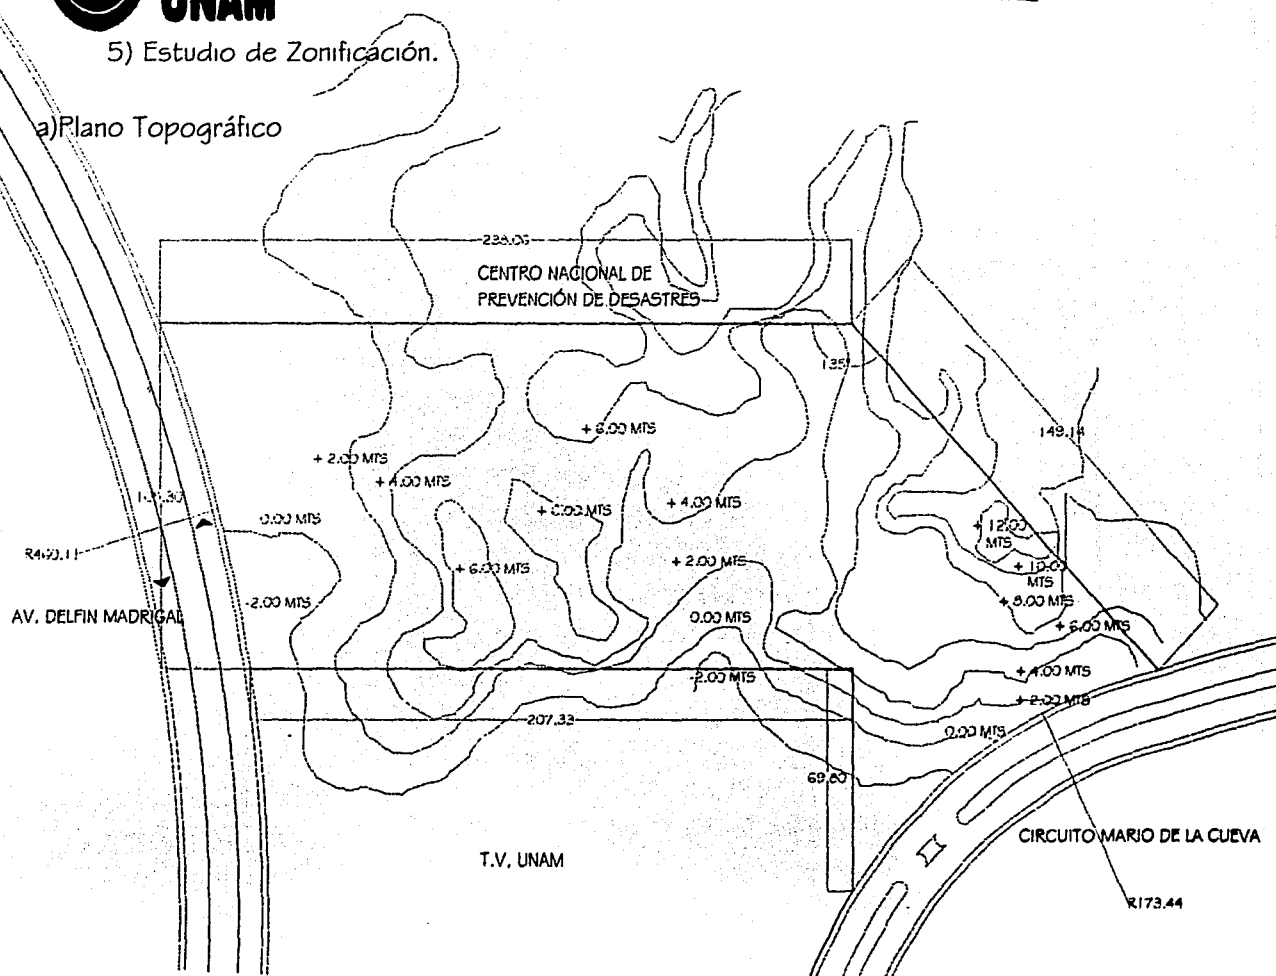 UNAM
5) Estudio de Zonificación.
a)Plano Topográfico
CENTRO NACIONAL DE
PREVENCIÓN DE DESASTRES
135°
149.14
+ 6.00 MTS
+ 2.00 MTS
+ 4.00 MTS
+ 4.00 MTS
0.00 MTS
+ 12.00
MTS
+ 6.00 MTS
+ 2.00 MTS
+ 10.00
MTS
-2.00 MTS
+ 8.00 MTS
AV. DELFIN MADRIGAL
0.00 MTS
+ 6.00 MTS
-2.00 MTS
+ 4.00 MTS
+ 2.00 MTS
207.33
0.00 MTS
69.80
T.V. UNAM
CIRCUITO MARIO DE LA CUEVA
R173.44